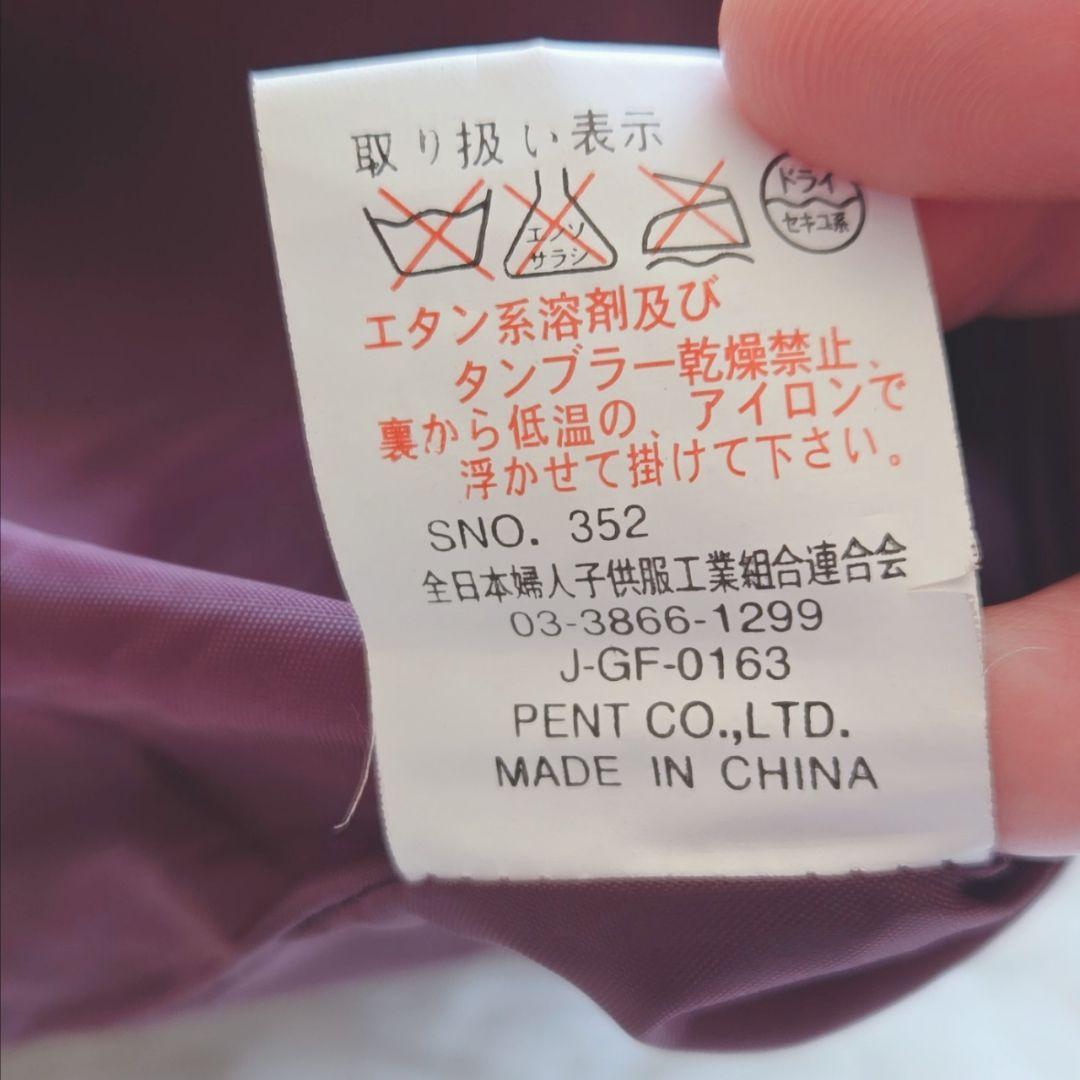 取り扱い表示
エンソ
サラシ
ドライ
セキユ系
エタン系溶剤及び
タンブラー乾燥禁止、
裏から低温の、アイロンで
浮かせて掛けて下さい。
SNO. 352
全日本婦人子供服工業組合連合会
03-3866-1299
J-GF-0163
PENT CO.,LTD.
MADE IN CHINA